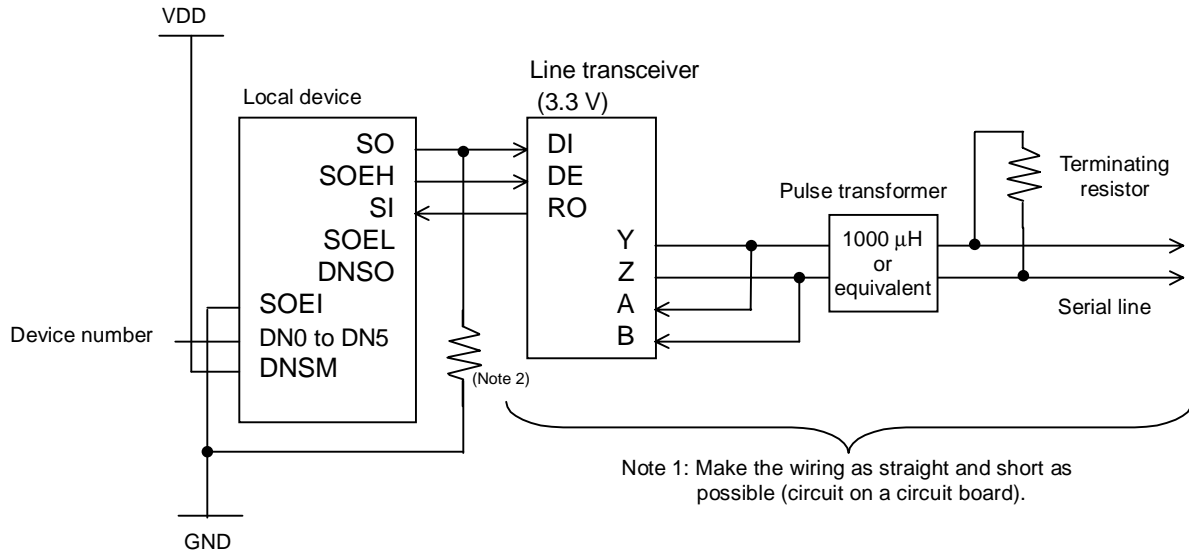 VDD
Local device
SO
SOEH
SI
SOEL
DNSO
SOEI
DN0 to DN5
DNSM
Device number
GND
(Note 2)
Line transceiver
(3.3 V)
DI
DE
RO
Y
Z
A
B
Pulse transformer
1000 μH
or
equivalent
Terminating
resistor
Serial line
Note 1: Make the wiring as straight and short as
possible (circuit on a circuit board).